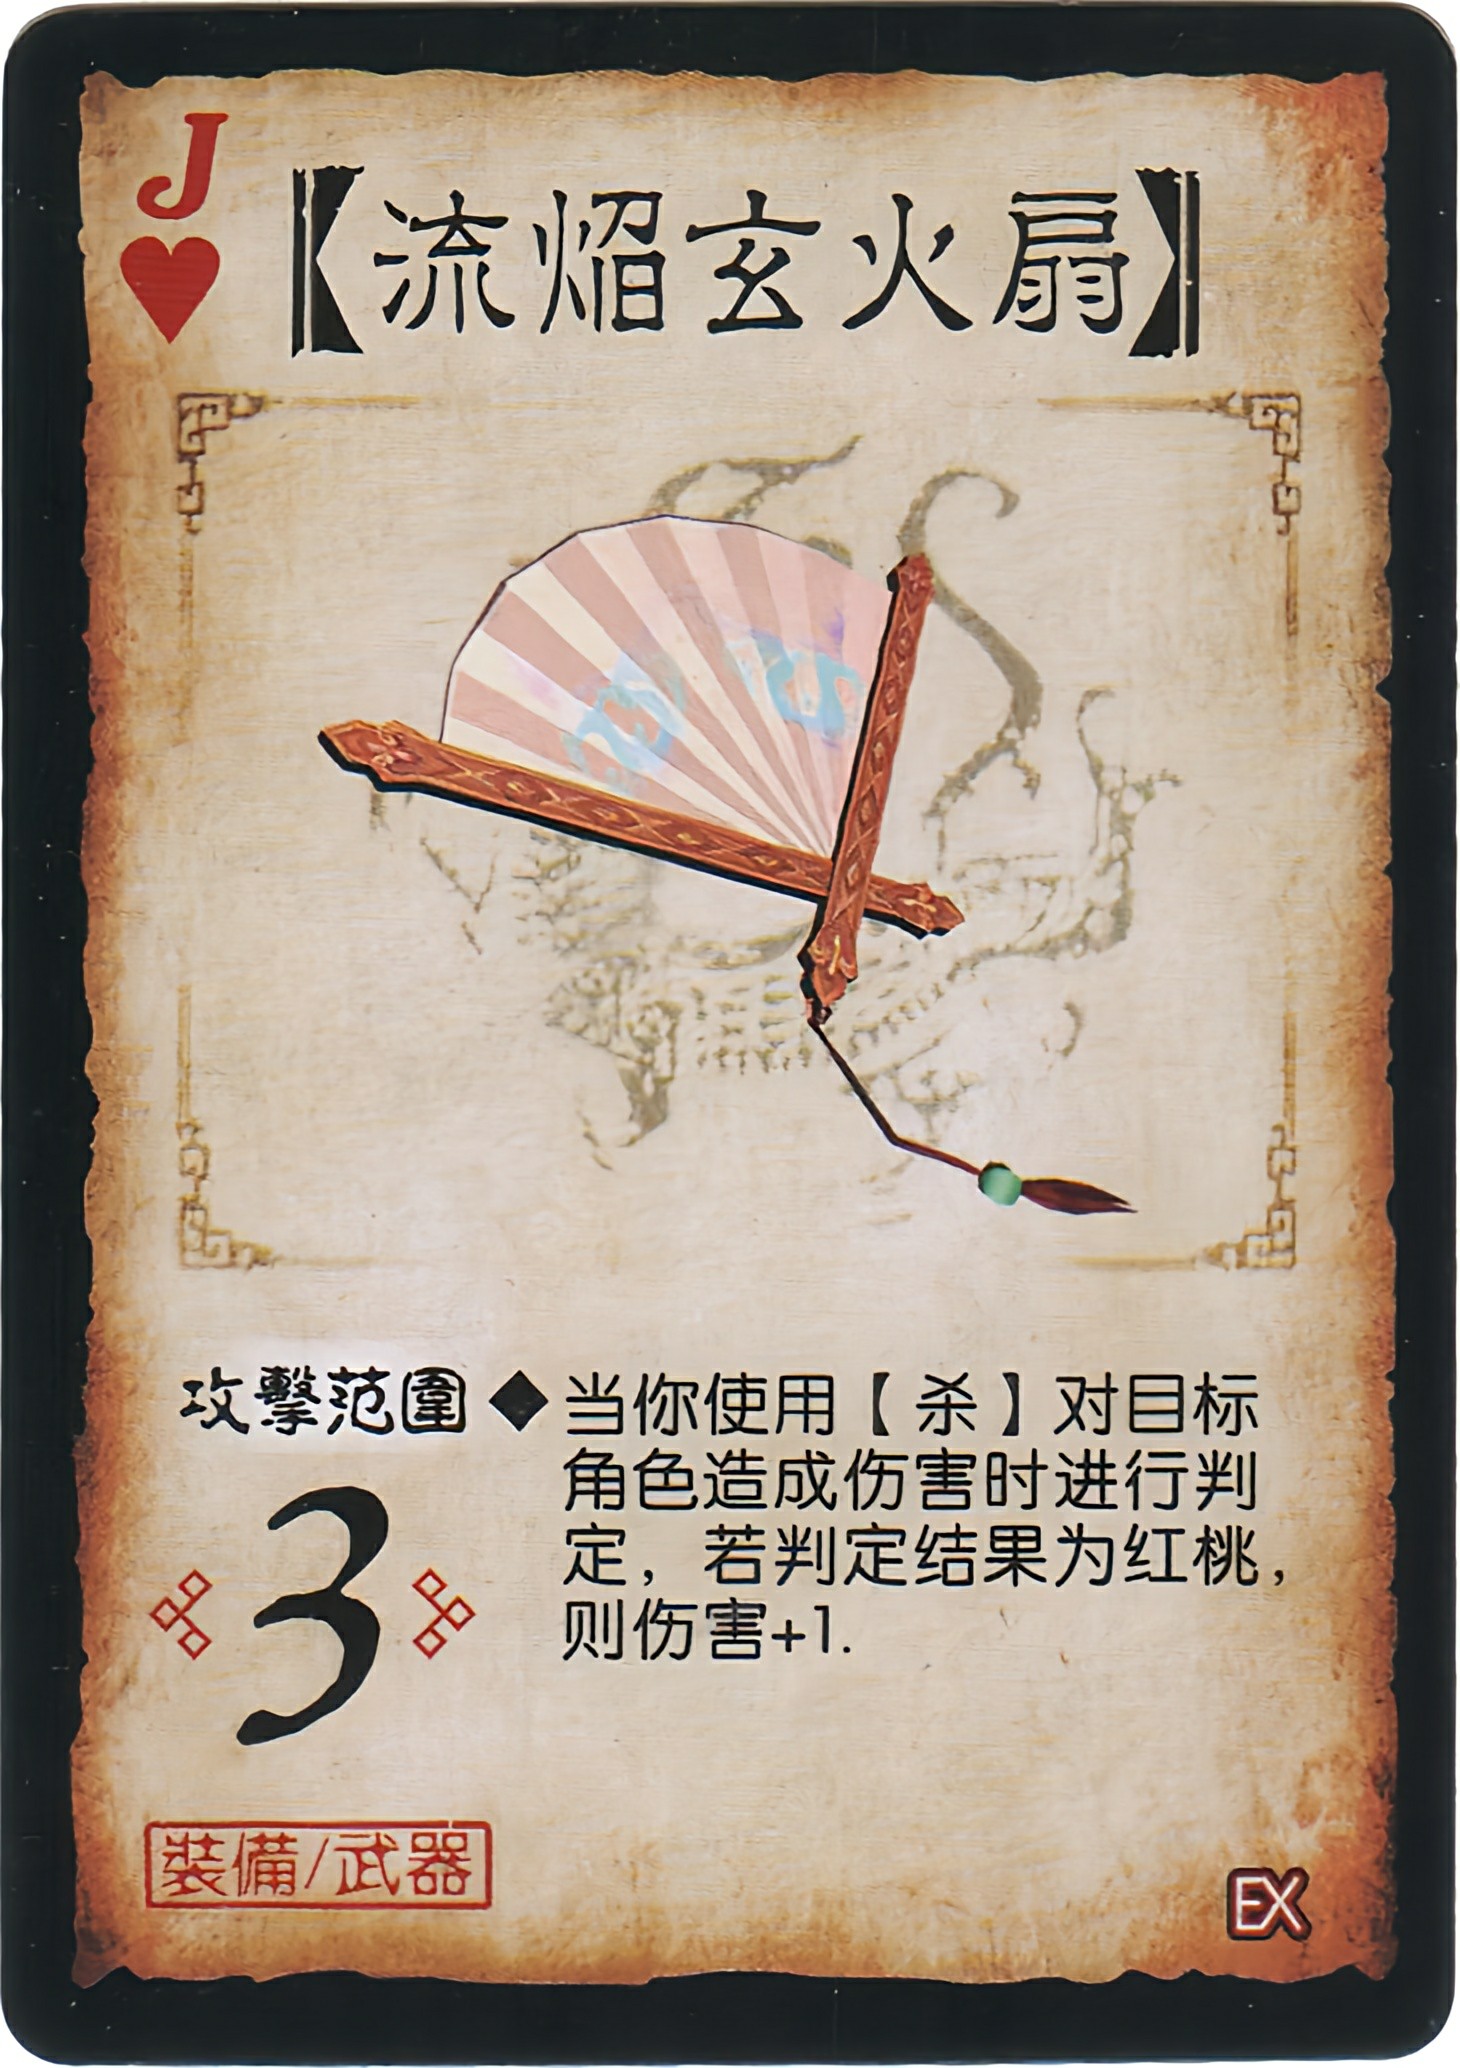 J
【流焰玄火扇】
攻擊范圍
3
◆当你使用【杀】对目标
角色造成伤害时进行判
定，若判定结果为红桃，
则伤害+1.
裝備/武器
EX